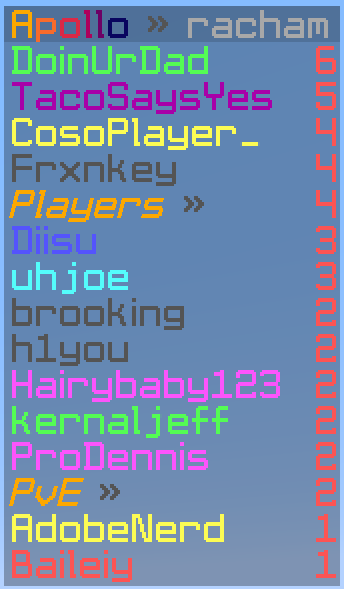 Apollo » racham
DoinUrDad 6
TacoSaysYes 5
CosoPlayer_ 4
Frxnkey 4
Players » 4
Diisu 3
uhjoe 3
brooking 2
h1you 2
Hairybaby123 2
kernaljeff 2
ProDennis 2
PvE » 2
AdobeNerd 1
Baileiy 1